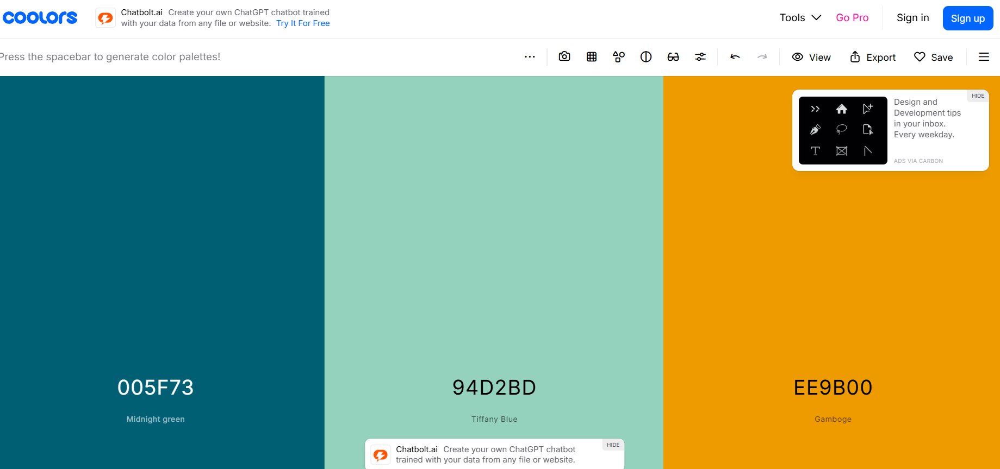 coolors
Chatbolt.ai Create your own ChatGPT chatbot trained
with your data from any file or website. Try It For Free
Tools
Go Pro
Sign in
Sign up
Press the spacebar to generate color palettes!
View
Export
Save
HIDE
Design and
Development tips
in your inbox.
Every weekday.
ADS VIA CARBON
005F73
94D2BD
EE9B00
Midnight green
Tiffany Blue
Gamboge
HIDE
Chatbolt.ai Create your own ChatGPT chatbot
trained with your data from any file or website.